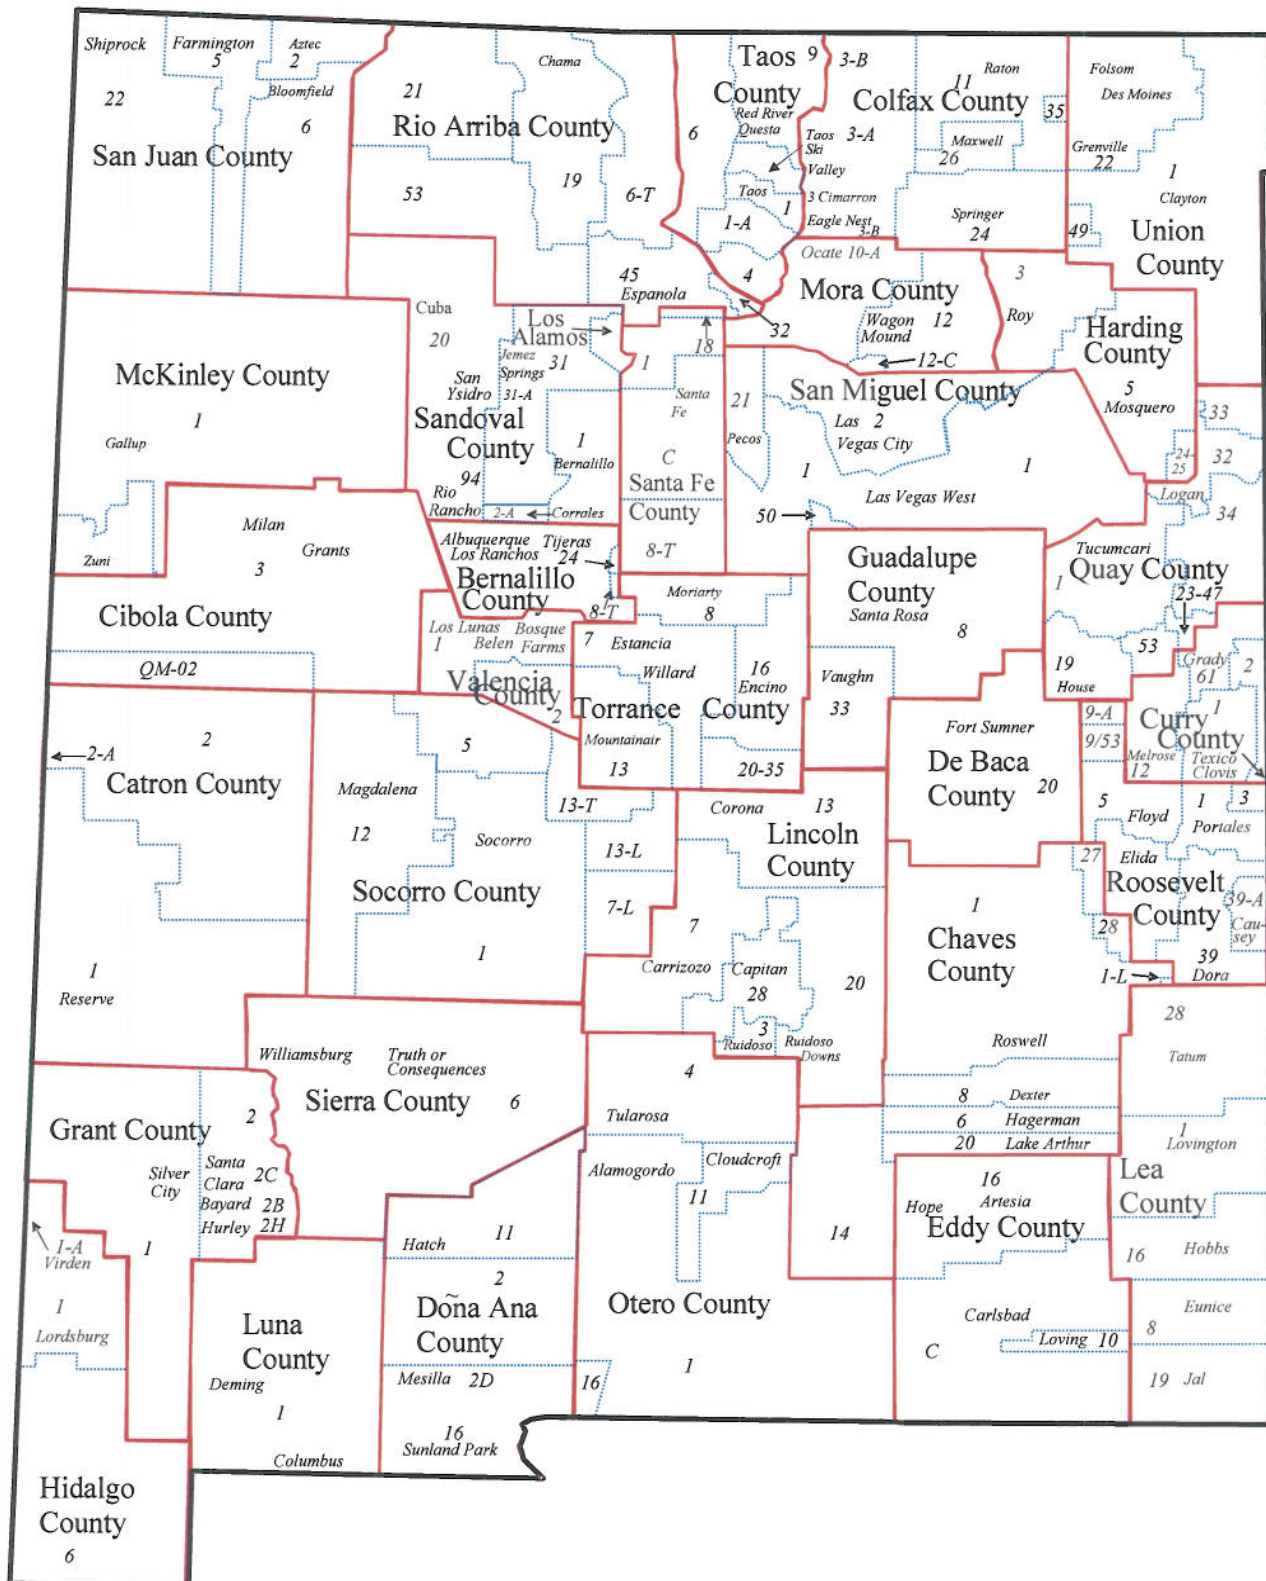 Shiprock
Farmington
5
Aztec
2
Bloomfield
22
6
San Juan County
Chama
21
Rio Arriba County
53
19
6-T
45
Espanola
Taos 9
County
6
Red River
Questa
Taos
Ski
Valley
Taos
1
1-A
4
32
3-B
11
Raton
Colfax County
35
3-A
Maxwell
26
3 Cimarron
Eagle Nest
3-B
Springer
24
Folsom
Des Moines
Grenville
22
1
Clayton
49
Union
County
Ocate 10-A
Mora County
Wagon
Mound
12
12-C
3
Roy
Harding
County
5
Mosquero
McKinley County
1
Gallup
Zuni
Cuba
20
Los
Alamos
Jemez
Springs
31
31-A
San
Ysidro
Sandoval
County
1
Bernalillo
94
Rio
Rancho
2-A
Corrales
18
1
Santa
Fe
C
Santa Fe
County
8-T
San Miguel County
21
Pecos
Las 2
Vegas City
1
1
Las Vegas West
50
33
24-
25
32
Logan
34
Milan
Grants
3
Cibola County
QM-02
Albuquerque
Tijeras
Los Ranchos
24
Bernalillo
County
1
8-T
Moriarty
8
Guadalupe
County
Santa Rosa
8
Tucumcari
1
Quay County
23-47
53
19
House
Los Lunas
1
Belen
Bosque
Farms
Valencia
County
2
7
Estancia
Willard
16
Encino
Torrance County
Mountainair
13
20-35
Vaughn
33
Grady
61
2
9-A
9/53
1
Curry
County
Melrose
12
Texico
Clovis
Fort Sumner
De Baca
County
20
2-A
2
Catron County
1
Reserve
5
Magdalena
12
13-T
Socorro
13-L
Socorro County
7-L
1
Corona
13
Lincoln
County
7
Carrizozo
Capitan
28
20
3
Ruidoso
Ruidoso
Downs
5
Floyd
1
3
Portales
27
Elida
Roosevelt
County
39-A
Cau-
sey
28
39
Dora
1-L
1
Chaves
County
Roswell
8
Dexter
6
Hagerman
20
Lake Arthur
28
Tatum
1
Lovington
Lea
County
16
Hobbs
Eunice
8
19
Jal
Williamsburg
Truth or
Consequences
Sierra County
6
4
Tularosa
Alamogordo
Cloudcroft
11
14
Otero County
1
16
Grant County
2
Silver
City
Santa
Clara
2C
Bayard
2B
Hurley
2H
1
1-A
Virden
1
Lordsburg
Hidalgo
County
6
Luna
County
Deming
1
Columbus
11
Hatch
2
Doña Ana
County
Mesilla
2D
16
Sunland Park
16
Hope
Artesia
Eddy County
Carlsbad
Loving 10
C